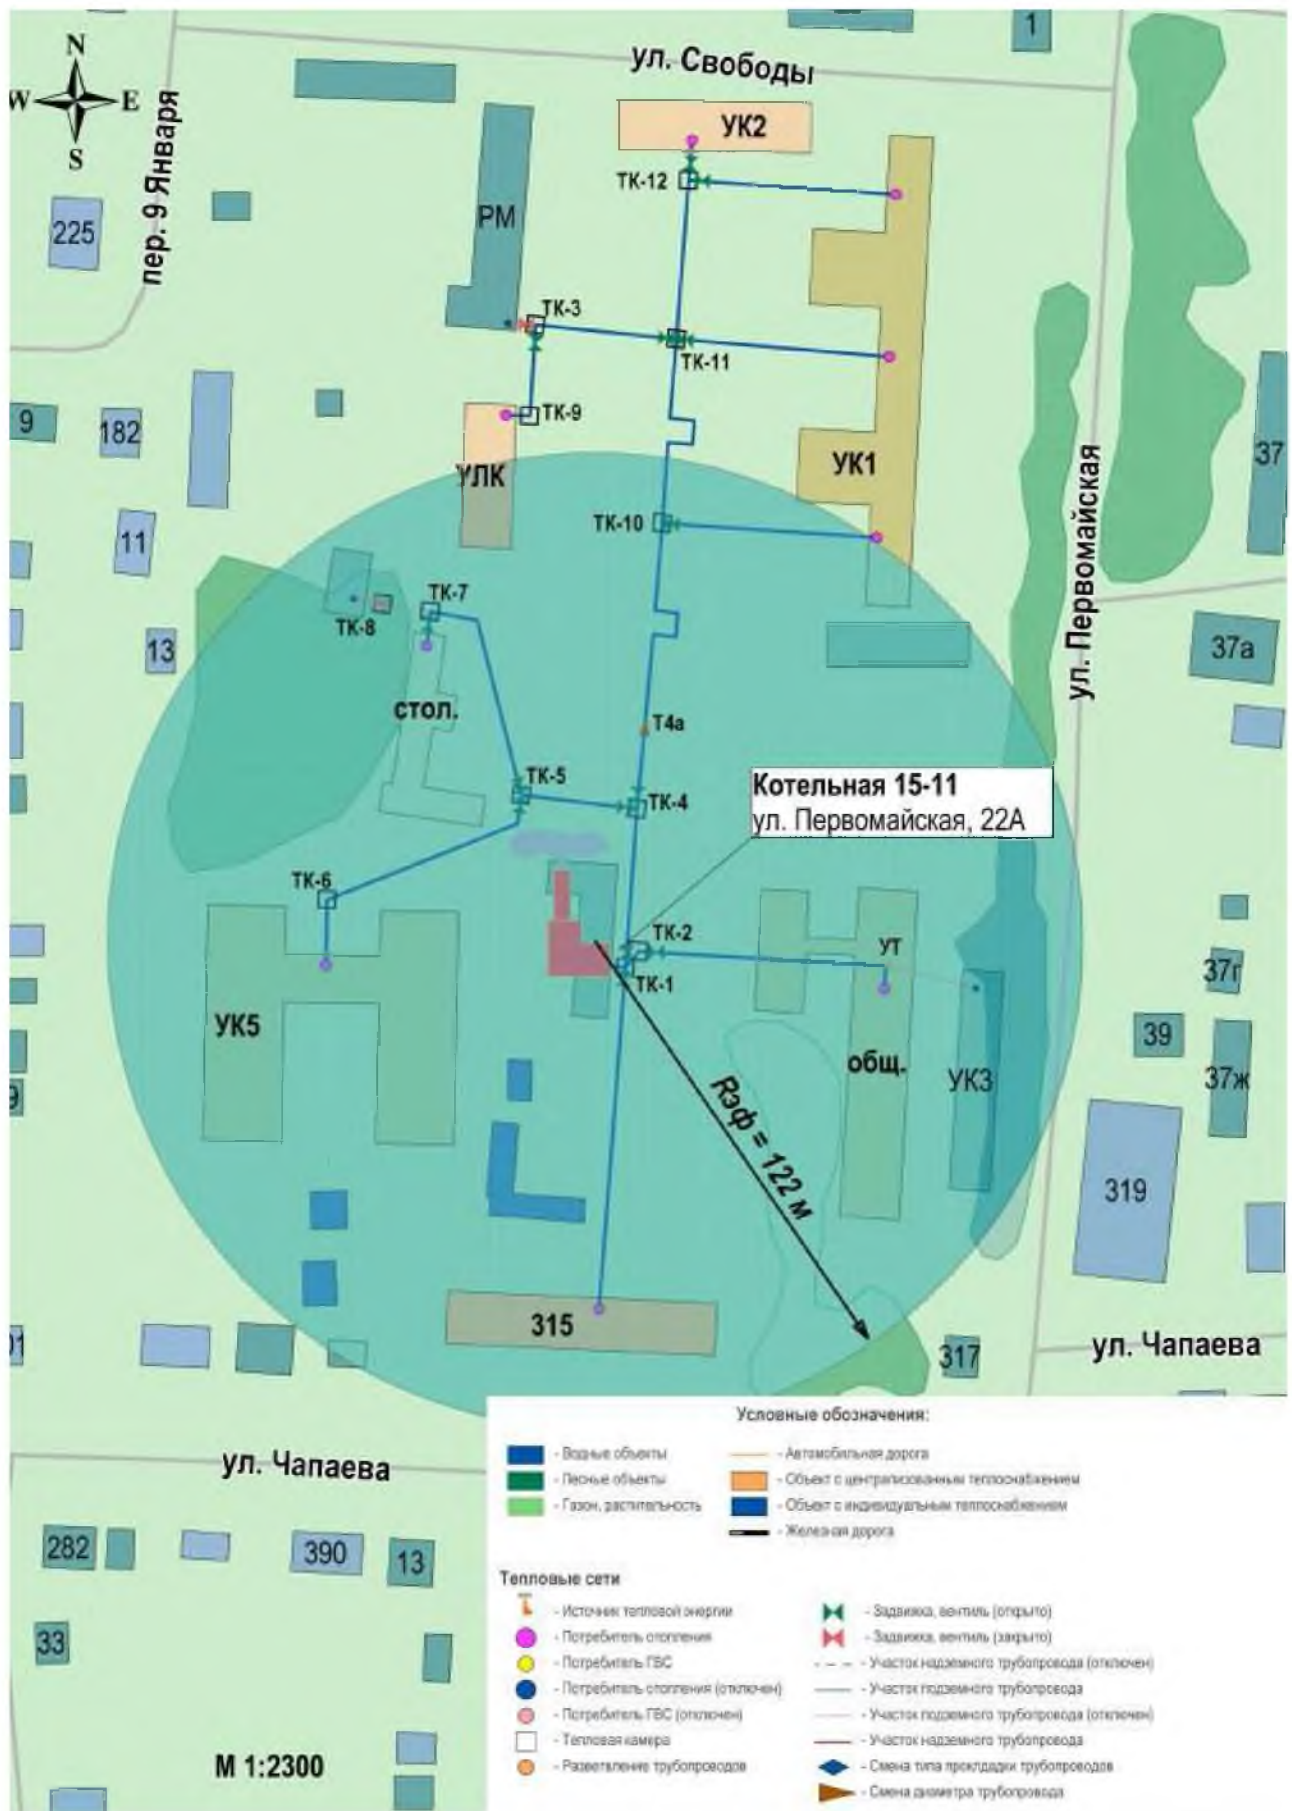 1
ул. Свободы
N
W
E
S
пер. 9 Января
УК2
ТК-12
РМ
225
ТК-3
ТК-11
ТК-9
9
182
37
УЛК
УК1
ул. Первомайская
ТК-10
11
ТК-7
ТК-8
13
37а
стол.
Т4а
ТК-5
ТК-4
Котельная 15-11
ул. Первомайская, 22А
ТК-6
ТК-2
УТ
ТК-1
37г
УК5
39
общ.
УК3
37ж
9
Rэф = 122 м
319
315
ул. Чапаева
317
ул. Чапаева
282
390
13
33
М 1:2300
Условные обозначения:
- Водные объекты
- Лесные объекты
- Газон, растительность
- Автомобильная дорога
- Объект с централизованным теплоснабжением
- Объект с индивидуальным теплоснабжением
- Железная дорога
Тепловые сети
- Источник тепловой энергии
- Потребитель отопления
- Потребитель ГВС
- Потребитель отопления (отключен)
- Потребитель ГВС (отключен)
- Тепловая камера
- Разветвление трубопроводов
- Задвижка, вентиль (открыто)
- Задвижка, вентиль (закрыто)
- Участок надземного трубопровода (отключен)
- Участок подземного трубопровода
- Участок подземного трубопровода (отключен)
- Участок надземного трубопровода
- Смена типа прокладки трубопроводов
- Смена диаметра трубопровода